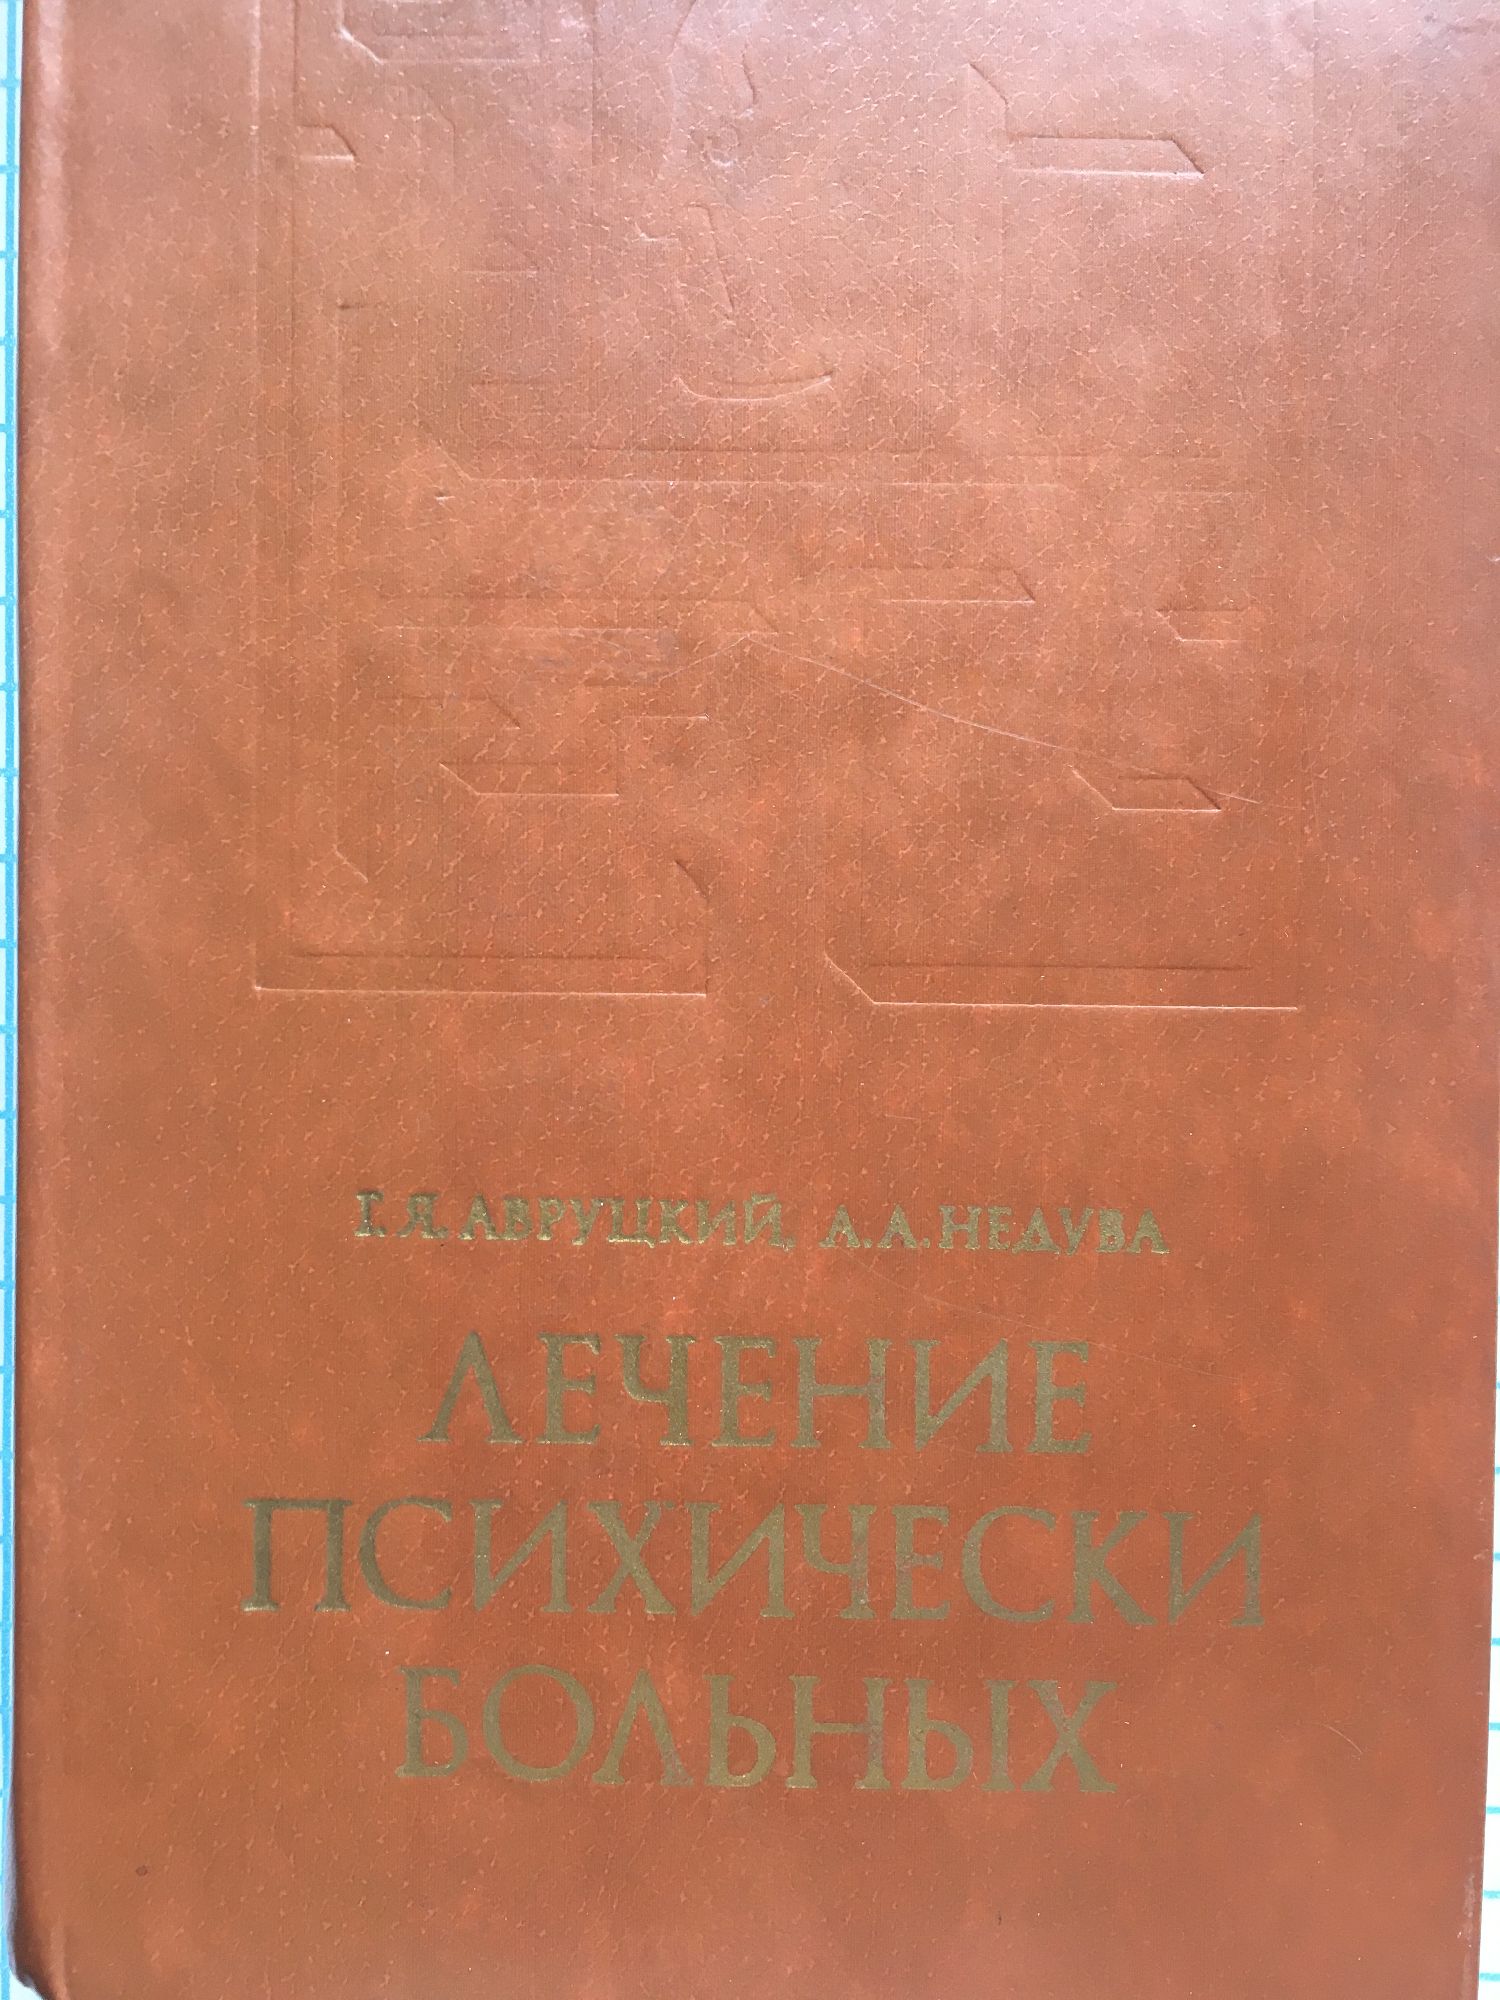 Г.Я.АВРУЦКИЙ, А.А.НЕДУВА
ЛЕЧЕНИЕ
ПСИХИЧЕСКИ
БОЛЬНЫХ